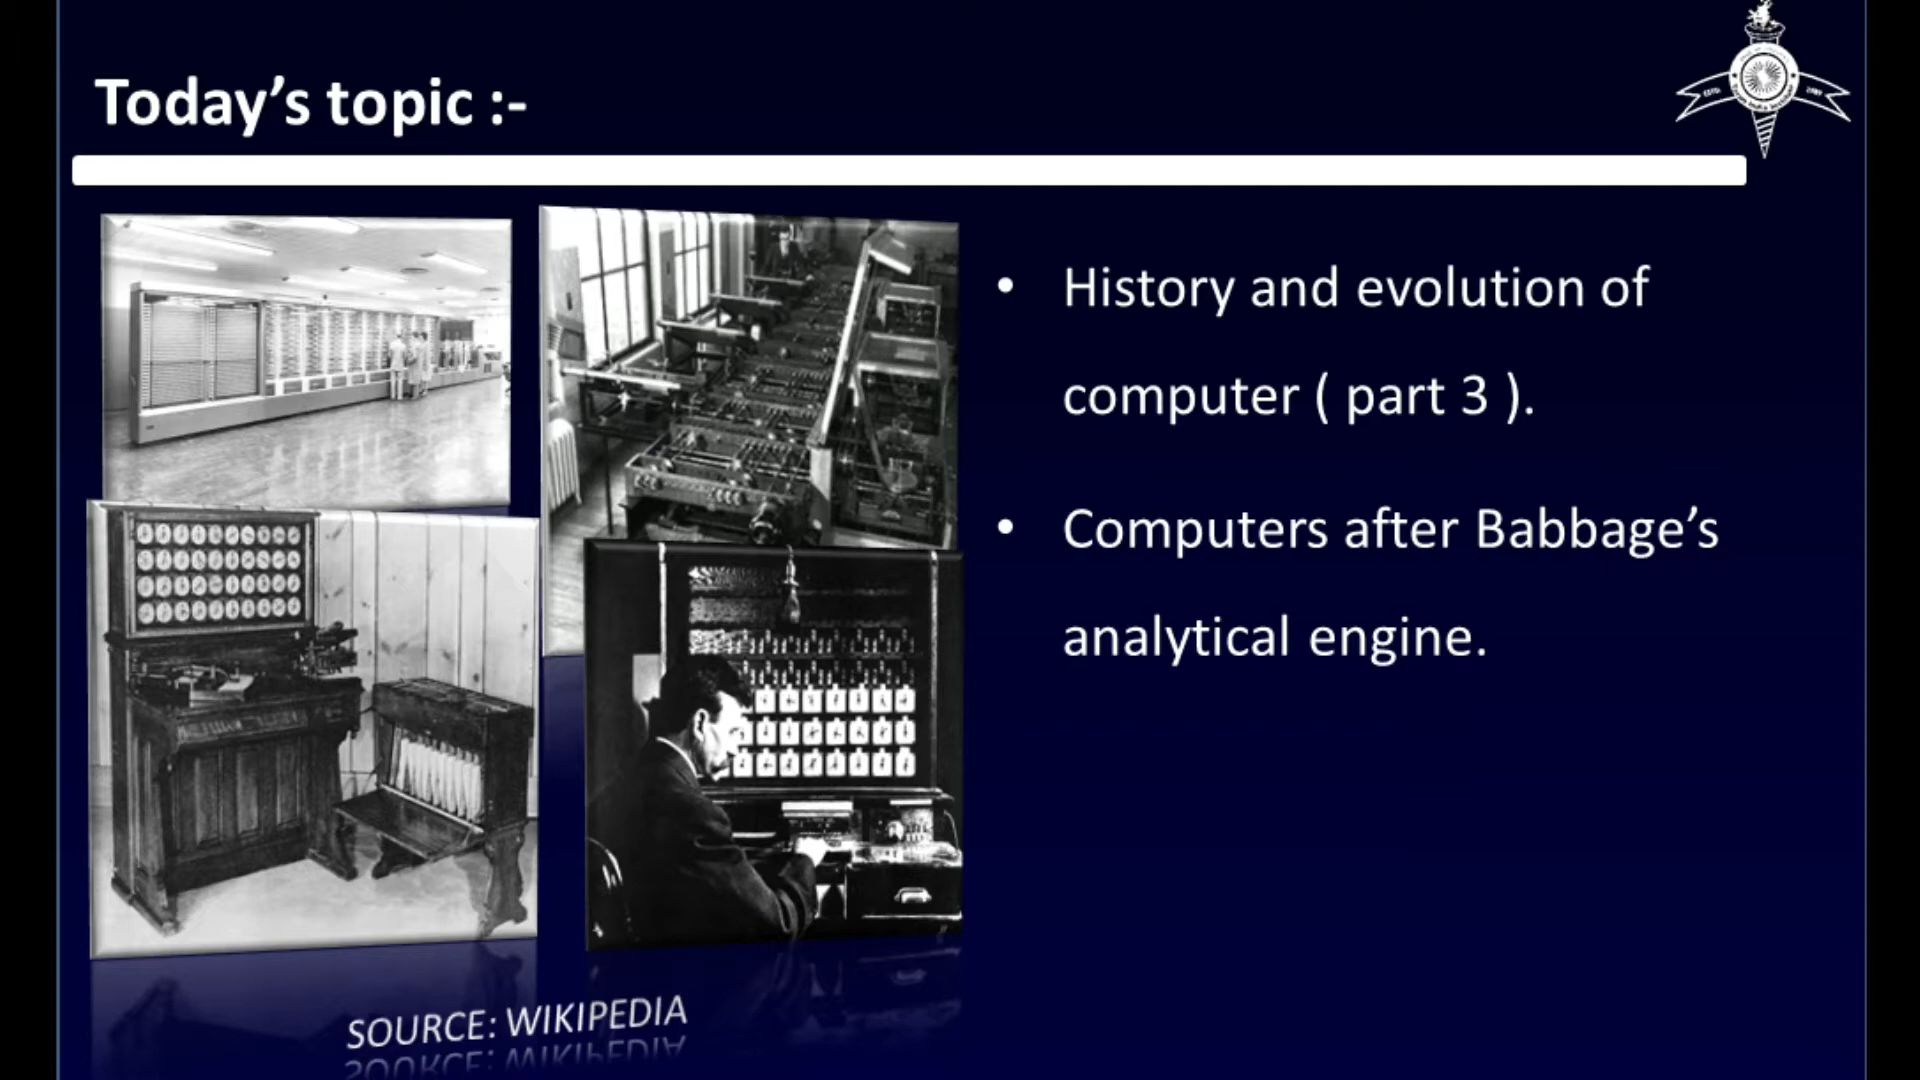 Today’s topic :-
• History and evolution of
computer ( part 3 ).
• Computers after Babbage’s
analytical engine.
SOURCE: WIKIPEDIA